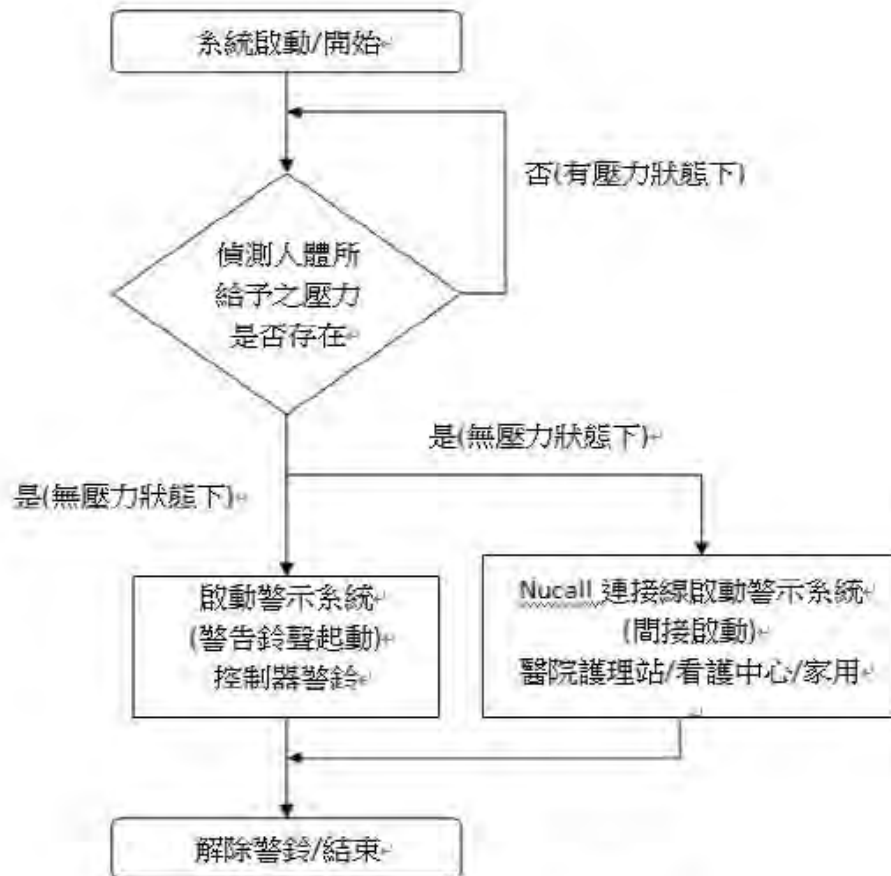 系統啟動/開始
否(有壓力狀態下)
偵測人體所
給予之壓力
是否存在
是(無壓力狀態下)
是(無壓力狀態下)
啟動警示系統
(警告鈴聲起動)
控制器警鈴
Nucall 連接線啟動警示系統
(間接啟動)
醫院護理站/看護中心/家用
解除警鈴/結束